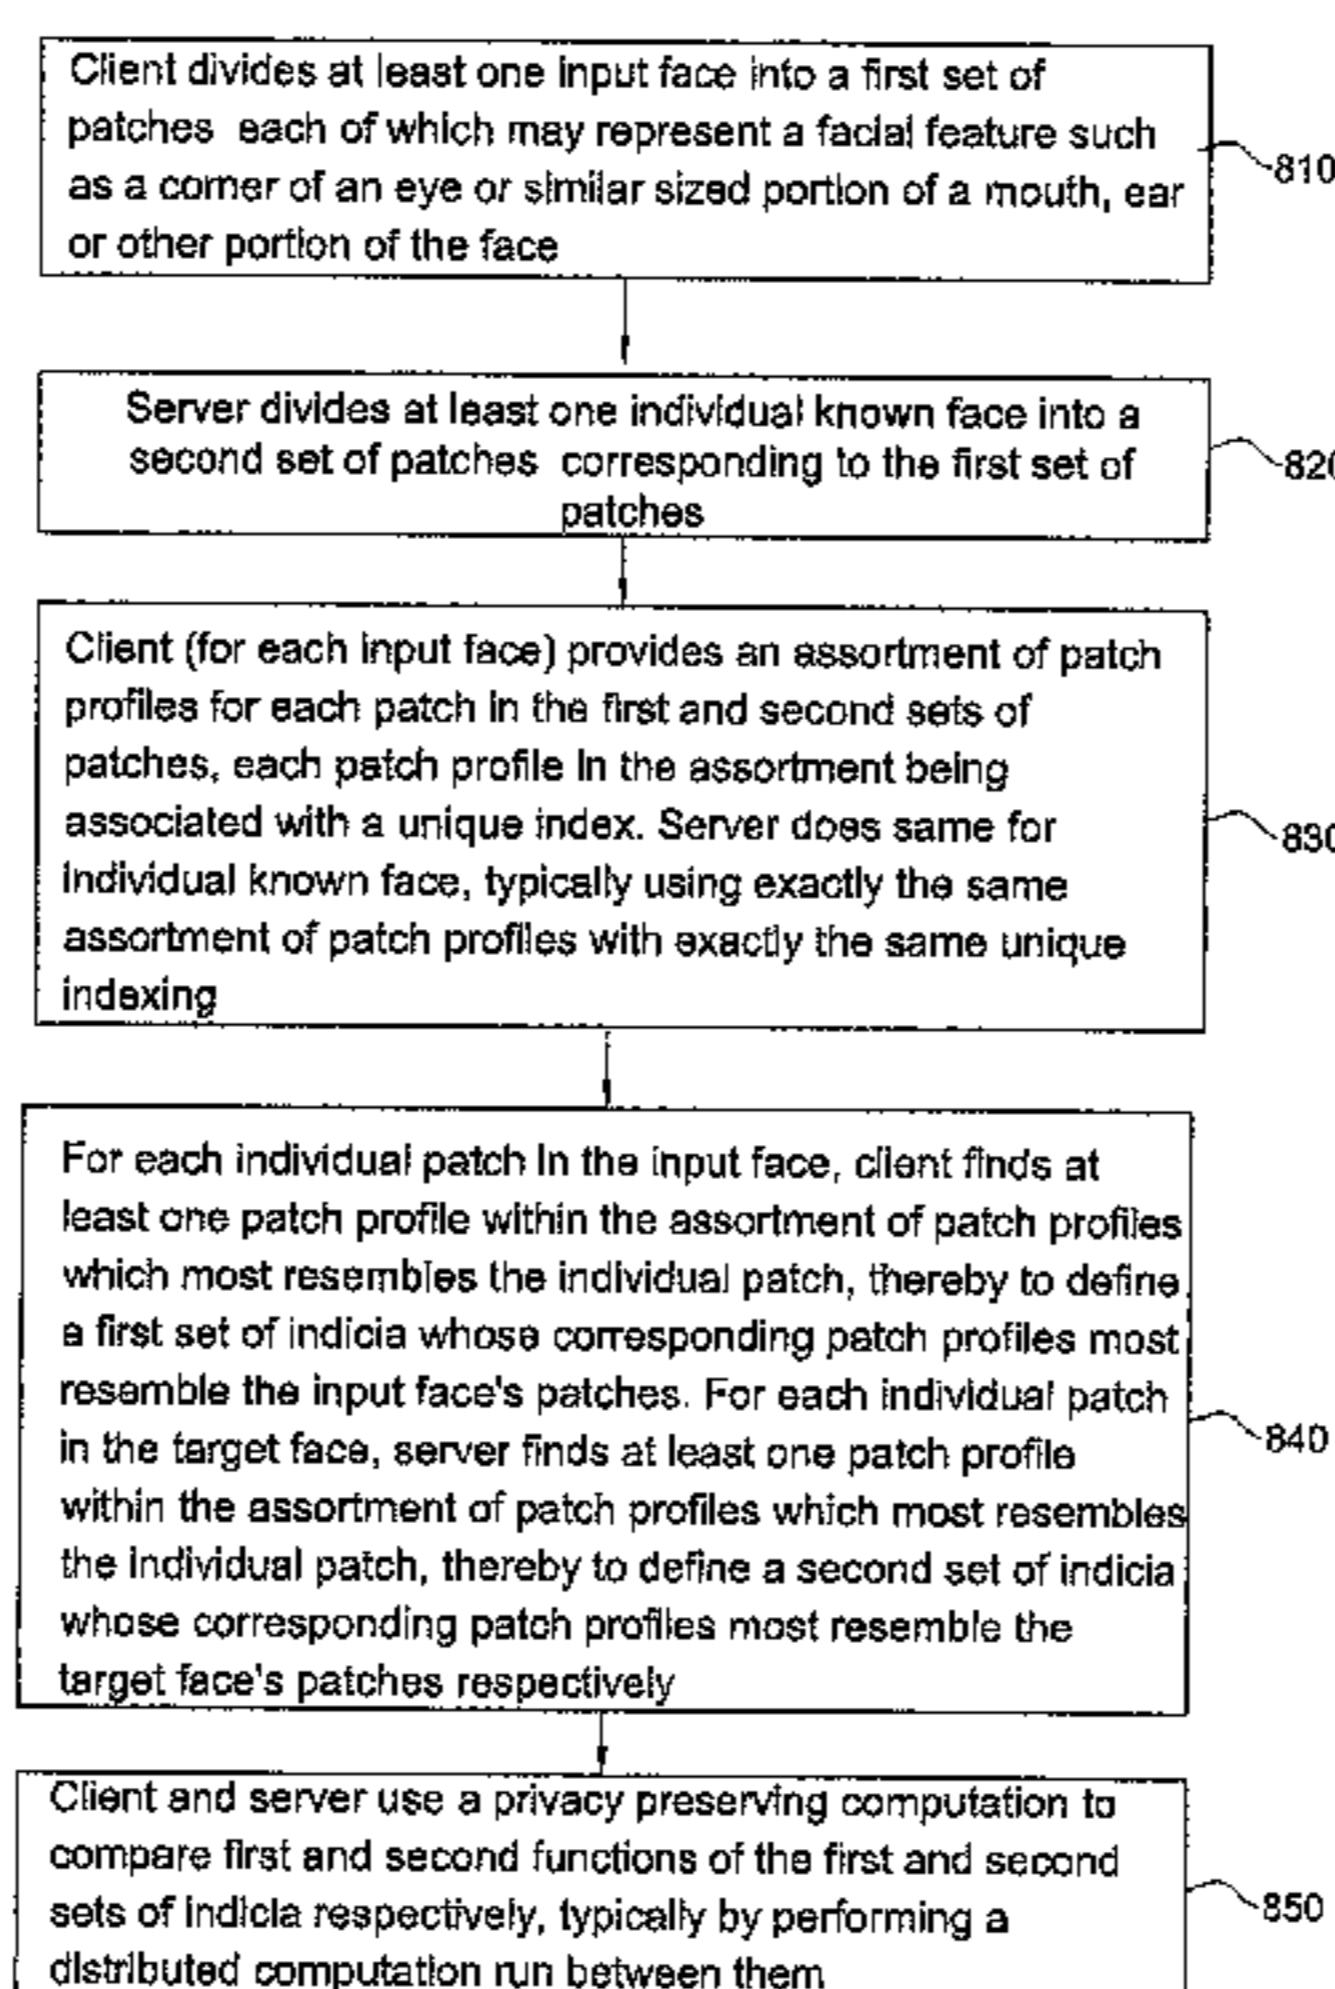 Client divides at least one input face into a first set of
patches each of which may represent a facial feature such
as a corner of an eye or similar sized portion of a mouth, ear
or other portion of the face
810
Server divides at least one individual known face into a
second set of patches corresponding to the first set of
patches
820
Client (for each input face) provides an assortment of patch
profiles for each patch in the first and second sets of
patches, each patch profile in the assortment being
associated with a unique index. Server does same for
individual known face, typically using exactly the same
assortment of patch profiles with exactly the same unique
indexing
830
For each individual patch in the input face, client finds at
least one patch profile within the assortment of patch profiles
which most resembles the individual patch, thereby to define
a first set of indicia whose corresponding patch profiles most
resemble the input face's patches. For each individual patch
in the target face, server finds at least one patch profile
within the assortment of patch profiles which most resembles
the individual patch, thereby to define a second set of indicia
whose corresponding patch profiles most resemble the
target face's patches respectively
840
Client and server use a privacy preserving computation to
compare first and second functions of the first and second
sets of indicia respectively, typically by performing a
distributed computation run between them
850